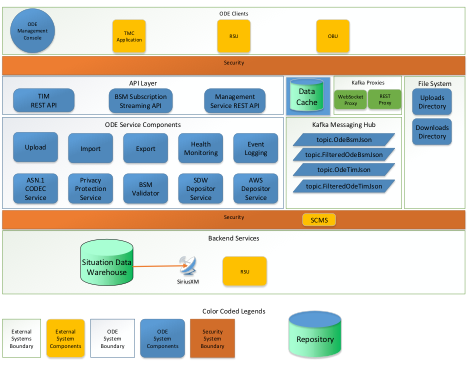 ODE Clients
ODE
Management
Console
TMC
Application
RSU
OBU
Security
API Layer
TIM
REST API
BSM Subscription
Streaming API
Management
Service REST API
Data
Cache
Kafka Proxies
WebSocket
Proxy
REST
Proxy
File System
Uploads
Directory
Downloads
Directory
ODE Service Components
Upload
Import
Export
Health
Monitoring
Event
Logging
ASN.1
CODEC
Service
Privacy
Protection
Service
BSM
Validator
SDW
Depositor
Service
AWS
Depositor
Service
Kafka Messaging Hub
topic.OdeBsmJson
topic.FilteredOdeBsmJson
topic.OdeTimJson
topic.FilteredOdeTimJson
Security
SCMS
Backend Services
Situation Data
Warehouse
SiriusXM
RSU
Color Coded Legends
External
Systems
Boundary
External
System
Components
ODE
System
Boundary
ODE
System
Components
Security
System
Boundary
Repository